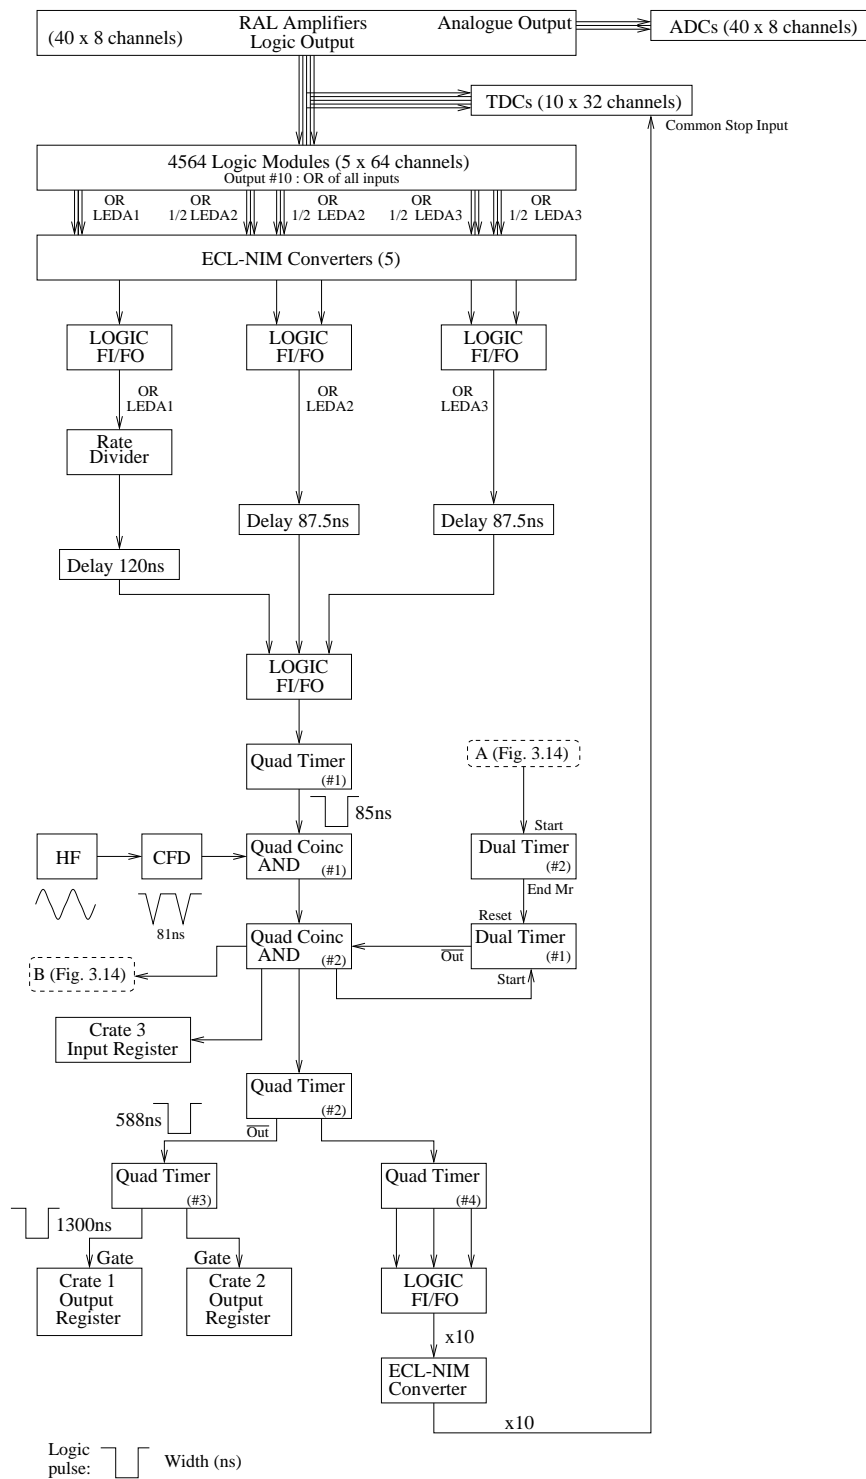 RAL Amplifiers
Logic Output
Analogue Output
(40 x 8 channels)
ADCs (40 x 8 channels)
TDCs (10 x 32 channels)
Common Stop Input
4564 Logic Modules (5 x 64 channels)
Output #10 : OR of all inputs
OR
LEDA1
OR
1/2 LEDA2
OR
1/2 LEDA2
OR
1/2 LEDA3
OR
1/2 LEDA3
ECL-NIM Converters (5)
LOGIC
FI/FO
LOGIC
FI/FO
LOGIC
FI/FO
OR
LEDA1
OR
LEDA2
OR
LEDA3
Rate
Divider
Delay 87.5ns
Delay 87.5ns
Delay 120ns
LOGIC
FI/FO
Quad Timer
(#1)
A (Fig. 3.14)
85ns
Start
HF
CFD
Quad Coinc
AND
(#1)
Dual Timer
(#2)
81ns
End Mr
Reset
Quad Coinc
AND
(#2)
Out
Dual Timer
(#1)
Start
B (Fig. 3.14)
Crate 3
Input Register
Quad Timer
(#2)
588ns
Out
Quad Timer
(#3)
Quad Timer
(#4)
1300ns
Gate
Gate
Crate 1
Output
Register
Crate 2
Output
Register
LOGIC
FI/FO
x10
ECL-NIM
Converter
x10
Logic
pulse:
Width (ns)